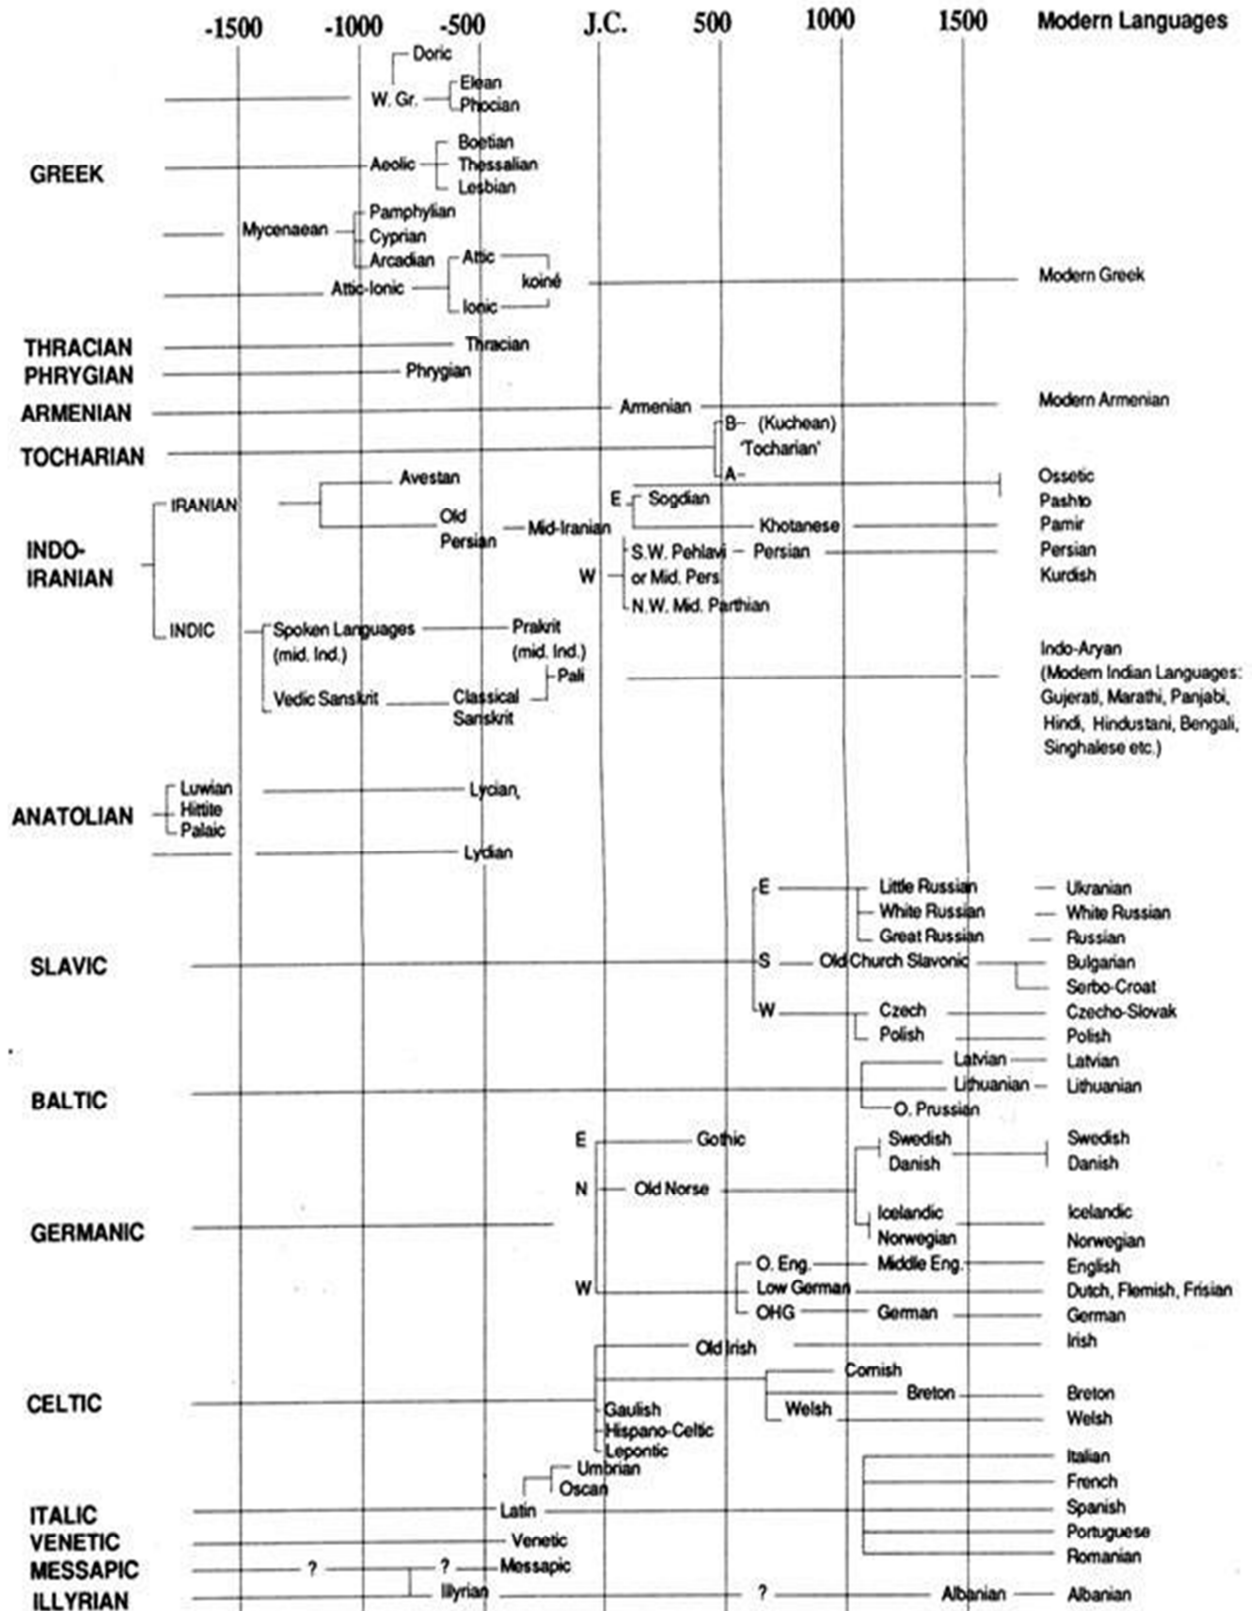 -1500 -1000 -500 J.C. 500 1000 1500 Modern Languages
Doric
Elean
W. Gr.
Phocian
Boetian
GREEK
Aeolic
Thessalian
Lesbian
Pamphylian
Mycenaean
Cyprian
Arcadian
Attic
Attic-Ionic
koiné
Modern Greek
Ionic
THRACIAN Thracian
PHRYGIAN Phrygian
ARMENIAN Armenian Modern Armenian
B- (Kuchean)
TOCHARIAN 'Tocharian'
A-
Avestan Ossetic
IRANIAN E Sogdian Pashto
Old
Persian
Mid-Iranian Khotanese Pamir
INDO-
IRANIAN
S.W. Pehlavi Persian Persian
W or Mid. Pers Kurdish
N.W. Mid. Parthian
INDIC Spoken Languages
(mid. Ind.)
Prakrit
(mid. Ind.)
Pali
Vedic Sanskrit Classical
Sanskrit
Indo-Aryan
(Modern Indian Languages:
Gujerati, Marathi, Panjabi,
Hindi, Hindustani, Bengali,
Singhalese etc.)
Luwian Lycian,
ANATOLIAN Hittite
Palaic
Lydian
E Little Russian Ukranian
White Russian White Russian
Great Russian Russian
SLAVIC S Old Church Slavonic Bulgarian
Serbo-Croat
W Czech Czecho-Slovak
Polish Polish
Latvian Latvian
BALTIC Lithuanian Lithuanian
O. Prussian
E Gothic Swedish Swedish
Danish Danish
N Old Norse
Icelandic Icelandic
GERMANIC Norwegian Norwegian
O. Eng. Middle Eng. English
W Low German Dutch, Flemish, Frisian
OHG German German
Old Irish Irish
Cornish
CELTIC Breton Breton
Gaulish Welsh Welsh
Hispano-Celtic
Lepontic Italian
Umbrian
Oscan French
ITALIC Latin Spanish
VENETIC Venetic Portuguese
MESSAPIC ? ? Messapic Romanian
ILLYRIAN Illyrian ? Albanian Albanian